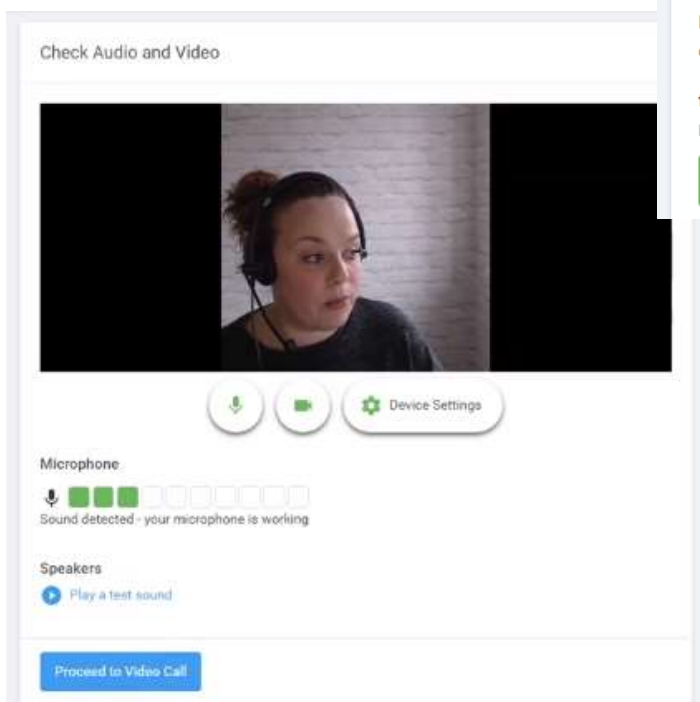 Check Audio and Video
Device Settings
Microphone
Sound detected - your microphone is working
Speakers
Play a test sound
Proceed to Video Call